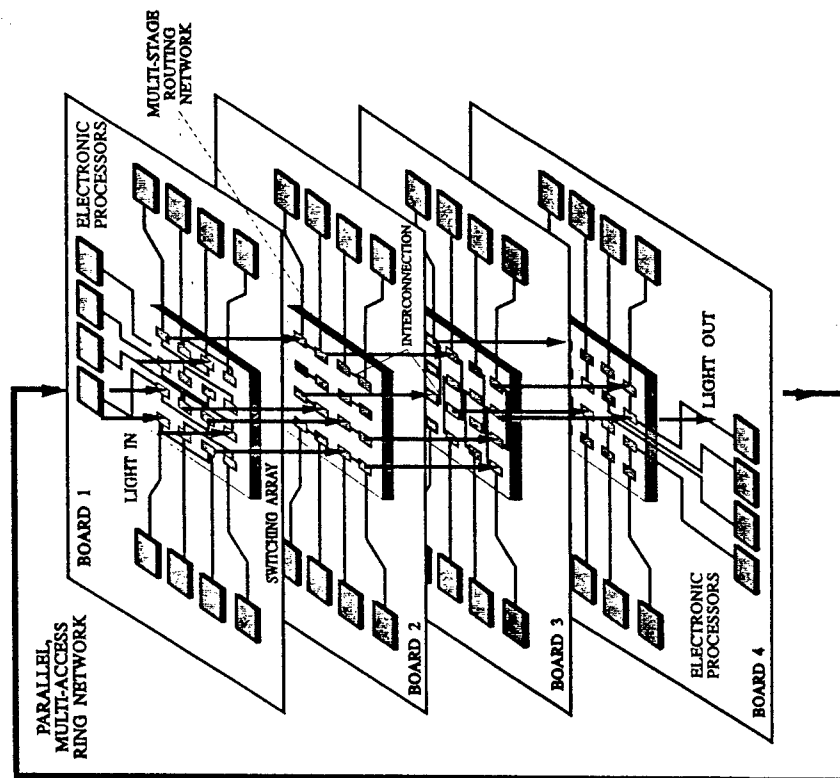 PARALLEL,
MULTI-ACCESS
RING NETWORK
BOARD 1
LIGHT IN
ELECTRONIC
PROCESSORS
MULTI-STAGE
ROUTING
NETWORK
SWITCHING ARRAY
BOARD 2
INTERCONNECTION
BOARD 3
ELECTRONIC
PROCESSORS
LIGHT OUT
BOARD 4